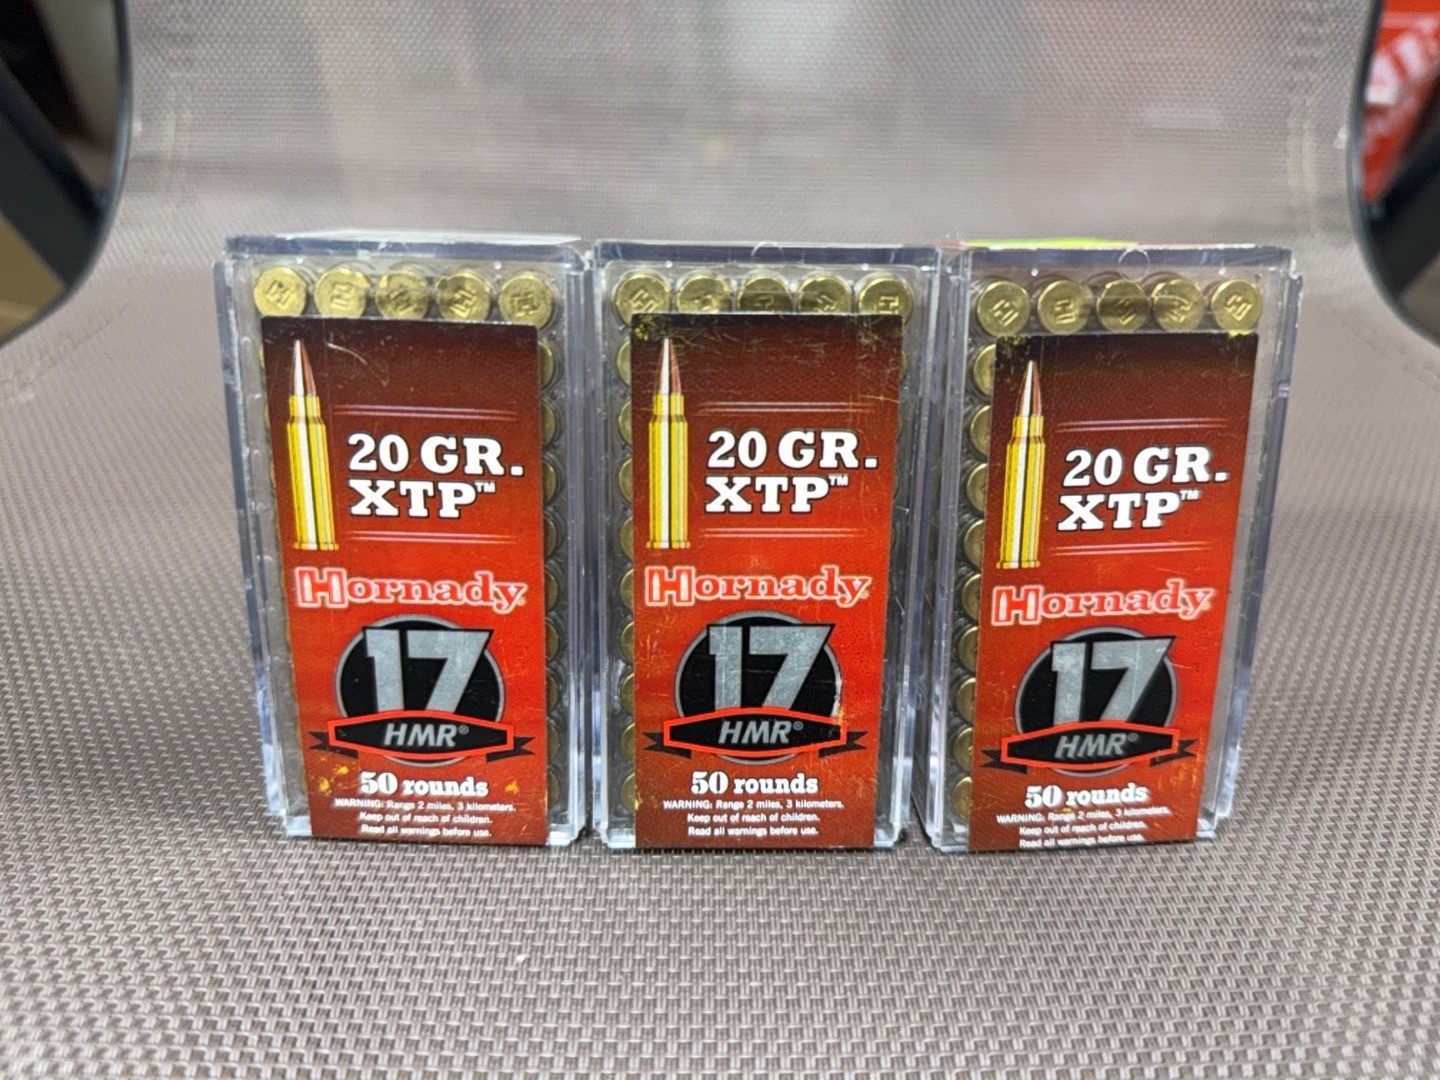 20 GR.
XTP™
Hornady
17
HMR®
50 rounds
WARNING: Range 2 miles, 3 kilometers.
Keep out of reach of children.
Read all warnings before use.
20 GR.
XTP™
Hornady
17
HMR®
50 rounds
WARNING: Range 2 miles, 3 kilometers.
Keep out of reach of children.
Read all warnings before use.
20 GR.
XTP™
Hornady
17
HMR®
50 rounds
WARNING: Range 2 miles, 3 kilometers.
Keep out of reach of children.
Read all warnings before use.